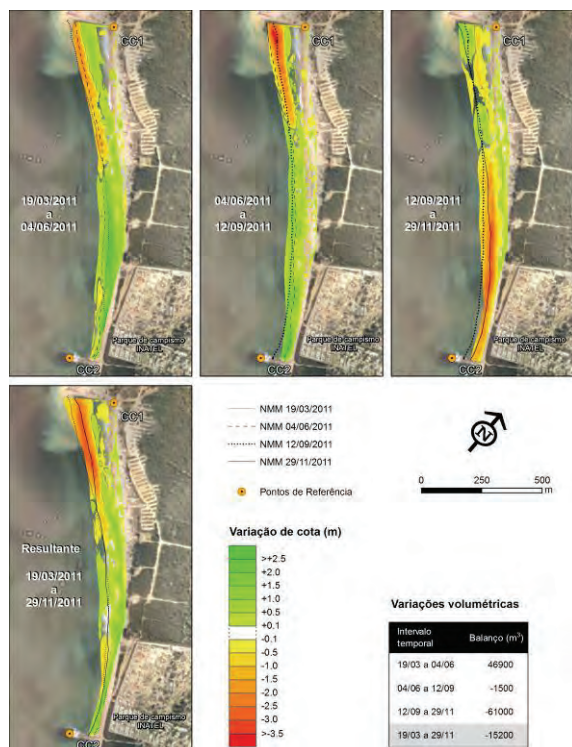 CC1
19/03/2011
a
04/06/2011
Parque de campismo
INATEL
CC2
CC1
04/06/2011
a
12/09/2011
Parque de campismo
INATEL
CC2
CC1
12/09/2011
a
29/11/2011
Parque de campismo
INATEL
CC2
CC1
Resultante
19/03/2011
a
29/11/2011
Parque de campismo
INATEL
CC2
NMM 19/03/2011
NMM 04/06/2011
NMM 12/09/2011
NMM 29/11/2011
Pontos de Referência
N
0 250 500
m
Variação de cota (m)
>+2.5
+2.0
+1.5
+1.0
+0.5
+0.1
-0.1
-0.5
-1.0
-1.5
-2.0
-2.5
-3.0
>-3.5
Variações volumétricas
Intervalo temporal Balanço (m³)
19/03 a 04/06 46900
04/06 a 12/09 -1500
12/09 a 29/11 -61000
19/03 a 29/11 -15200